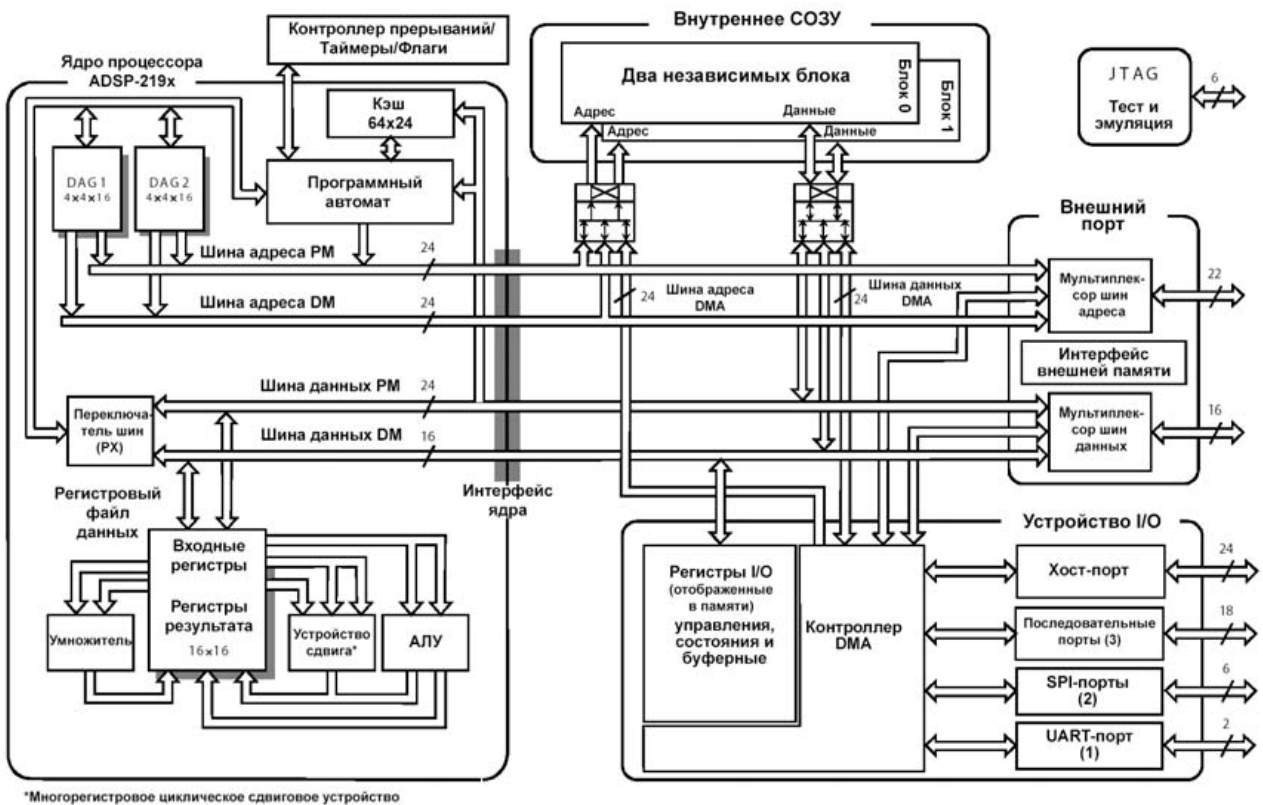 Ядро процессора
ADSP-219x
Контроллер прерываний/
Таймеры/Флаги
Кэш
64x24
DAG1
4x4x16
DAG2
4x4x16
Программный
автомат
Внутреннее СОЗУ
Два независимых блока
Блок 0
Блок 1
Адрес
Данные
Адрес
Данные
JTAG
Тест и
эмуляция
6
Шина адреса PM
24
Шина адреса DM
24
24
Шина адреса
DMA
24
Шина данных
DMA
Внешний
порт
Мультиплек-
сор шин
адреса
22
Интерфейс
внешней памяти
Мультиплек-
сор шин
данных
16
Шина данных PM
24
Шина данных DM
16
Переключа-
тель шин
(PX)
Интерфейс
ядра
Регистровый
файл
данных
Входные
регистры
Регистры
результата
16x16
Умножитель
Устройство
сдвига*
АЛУ
Устройство I/O
Регистры I/O
(отображенные
в памяти)
управления,
состояния и
буферные
Контроллер
DMA
Хост-порт
24
Последовательные
порты (3)
18
SPI-порты
(2)
6
UART-порт
(1)
2
*Многорегистровое циклическое сдвиговое устройство